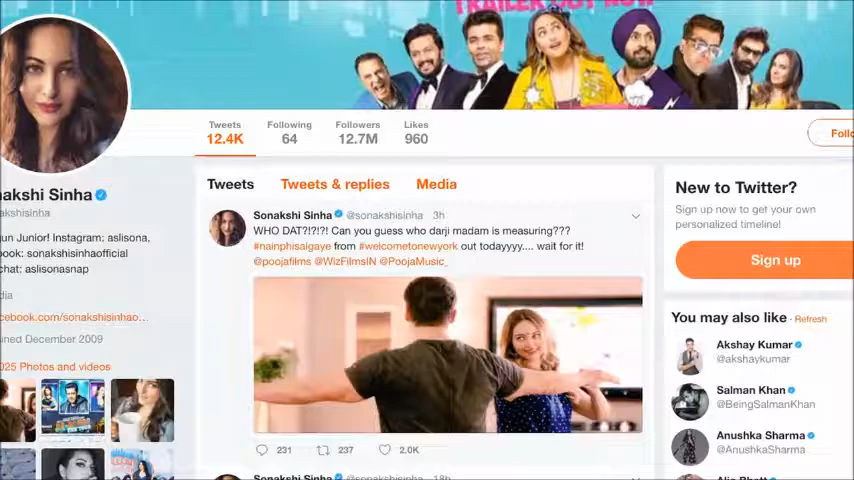 TRAILER OUT NOW
Tweets
12.4K
Following
64
Followers
12.7M
Likes
960
Tweets
Tweets & replies
Media
akshi Sinha
nakshisinha
un Junior! Instagram: aslisona,
book: sonakshisinhaofficial
chat: aslisonasnap
dia
cebook.com/sonakshisinhao...
ined December 2009
025 Photos and videos
Sonakshi Sinha @sonakshisinha 3h
WHO DAT?!?!?! Can you guess who darji madam is measuring???
#nainphisalgaye from #welcometonewyork out todayyyy.... wait for it!
@poojafilms @WizFilmsIN @PoojaMusic_
231
237
2.0K
Sonakshi Sinha @sonakshisinha 18h
New to Twitter?
Sign up now to get your own
personalized timeline!
Sign up
You may also like · Refresh
Akshay Kumar
@akshaykumar
Salman Khan
@BeingSalmanKhan
Anushka Sharma
@AnushkaSharma
Follo